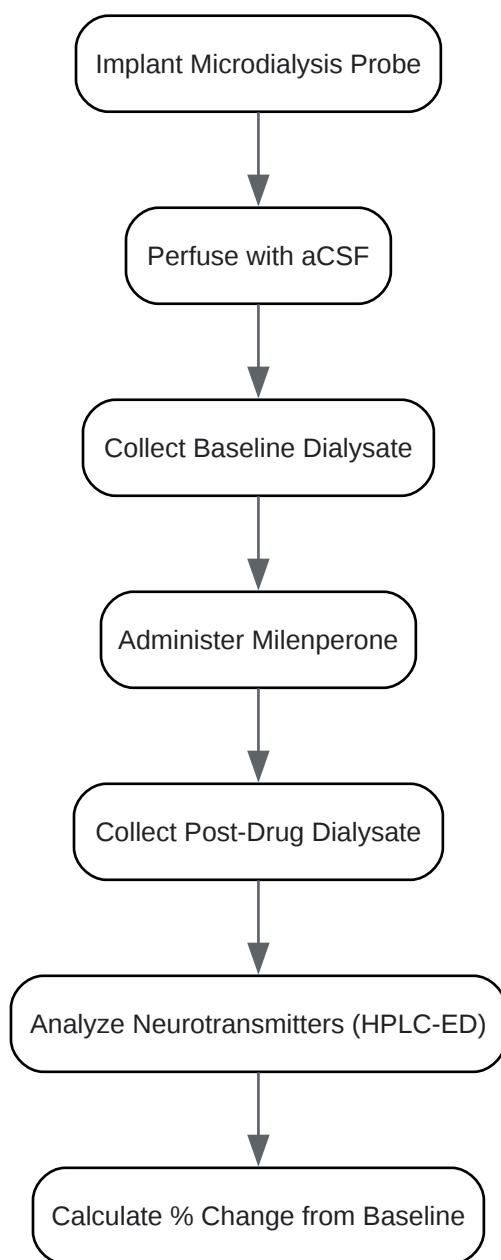 Implant Microdialysis Probe
Perfuse with aCSF
Collect Baseline Dialysate
Administer Milenperone
Collect Post-Drug Dialysate
Analyze Neurotransmitters (HPLC-ED)
Calculate % Change from Baseline